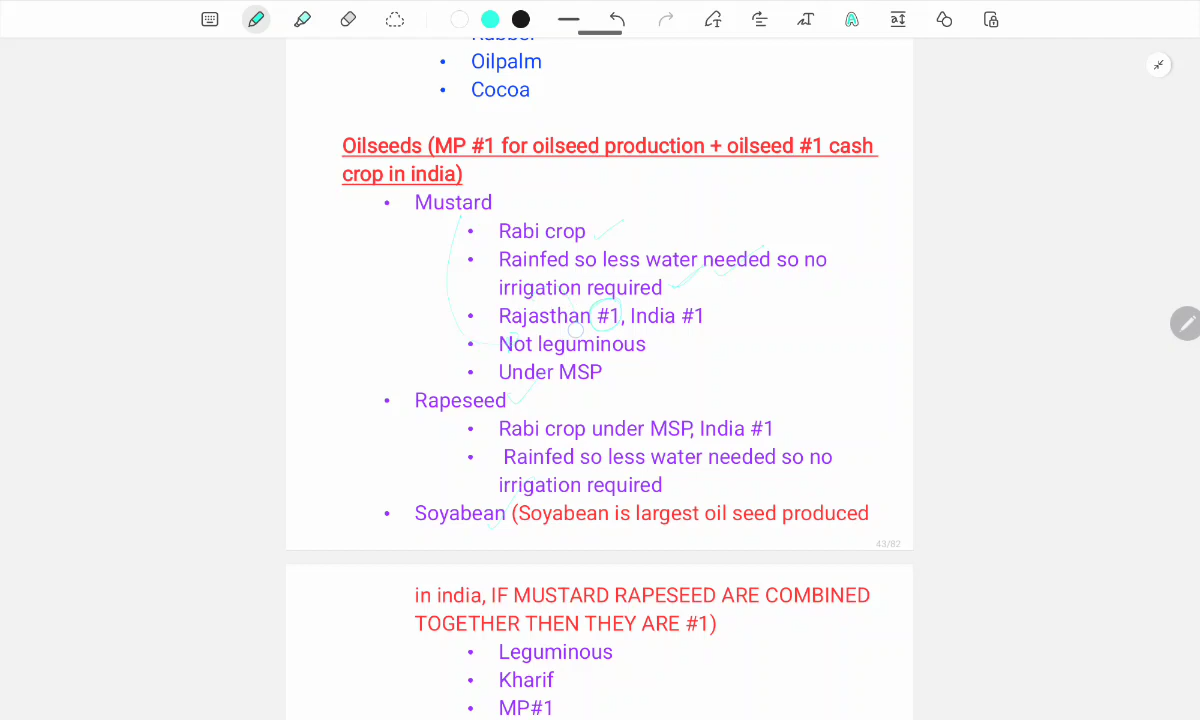 • Oilpalm
• Cocoa
Oilseeds (MP #1 for oilseed production + oilseed #1 cash
crop in india)
• Mustard
• Rabi crop
• Rainfed so less water needed so no
irrigation required
• Rajasthan #1, India #1
• Not leguminous
• Under MSP
• Rapeseed
• Rabi crop under MSP, India #1
• Rainfed so less water needed so no
irrigation required
• Soyabean (Soyabean is largest oil seed produced
43/82
in india, IF MUSTARD RAPESEED ARE COMBINED
TOGETHER THEN THEY ARE #1)
• Leguminous
• Kharif
• MP#1